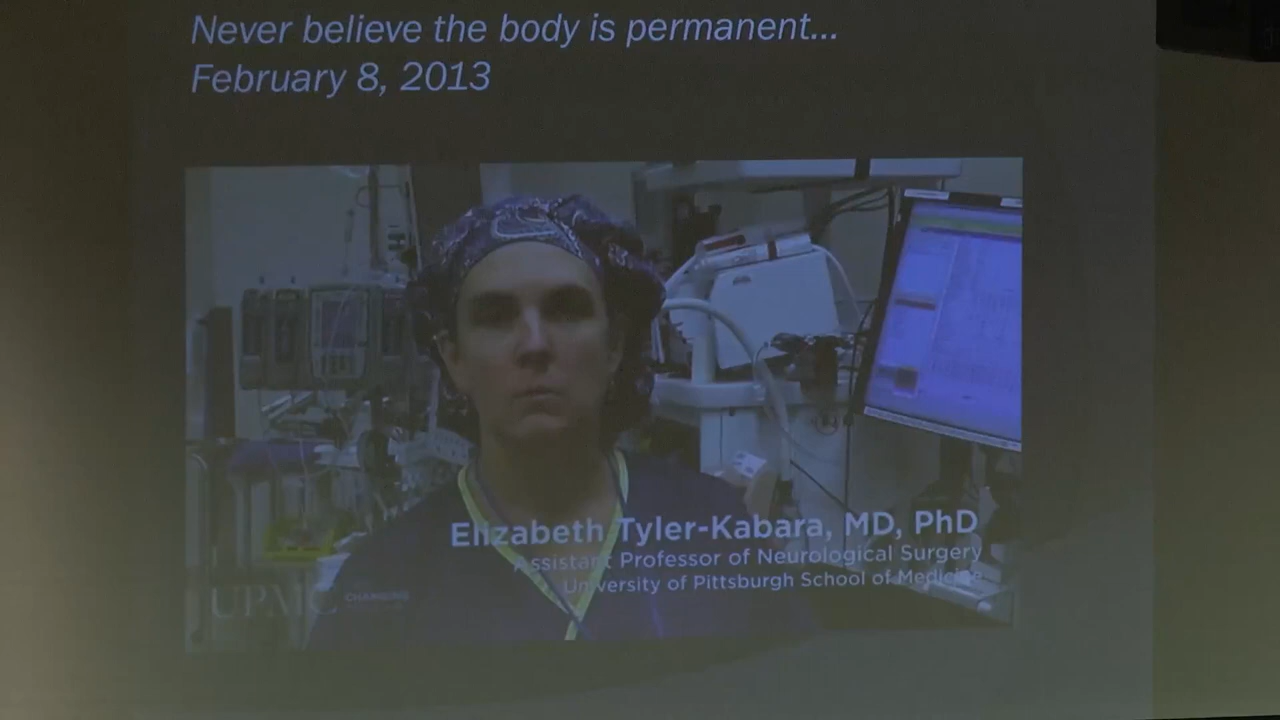 Never believe the body is permanent...
February 8, 2013
Elizabeth Tyler-Kabara, MD, PhD
Assistant Professor of Neurological Surgery
University of Pittsburgh School of Medicine
UPMC CHANGING